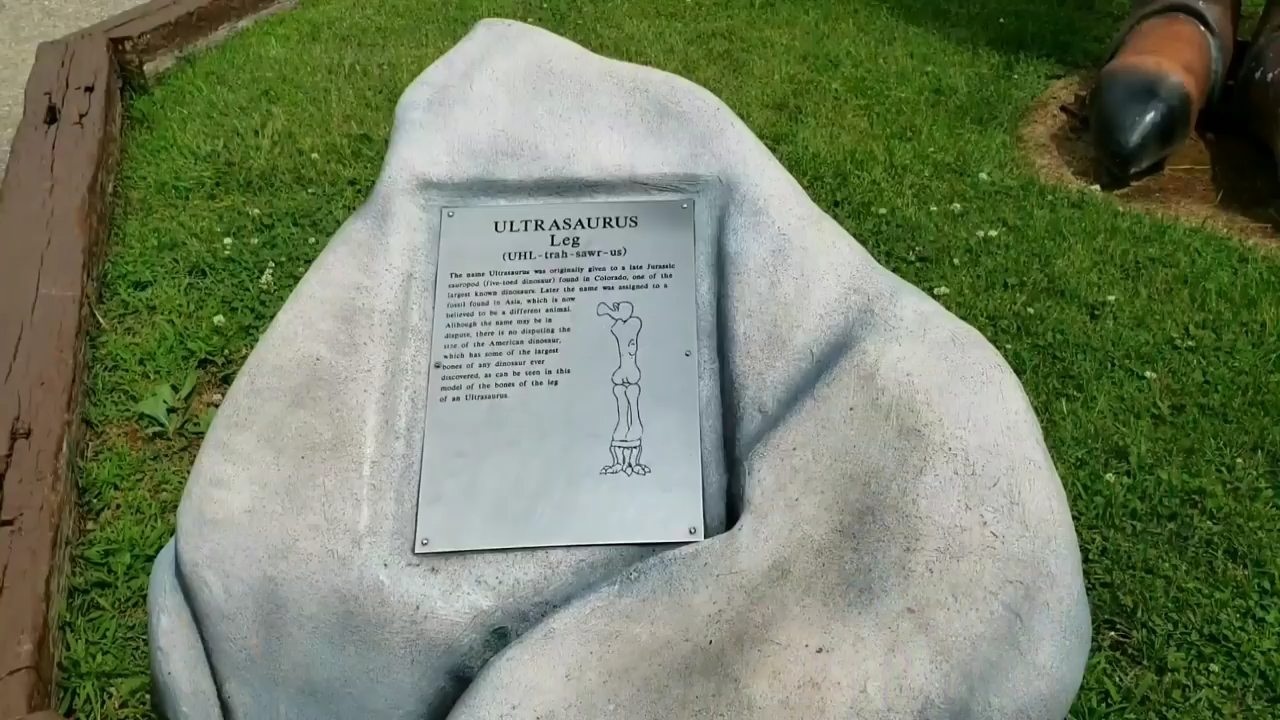 ULTRASAURUS
Leg
(UHL-trah-sawr-us)
The name Ultrasaurus was originally given to a late Jurassic
sauropod (five-toed dinosaur) found in Colorado, one of the
largest known dinosaurs. Later the name was assigned to a
fossil found in Asia, which is now
believed to be a different animal.
Although the name may be in
dispute, there is no disputing the
size of the American dinosaur,
which has some of the largest
bones of any dinosaur ever
discovered, as can be seen in this
model of the bones of the leg
of an Ultrasaurus.